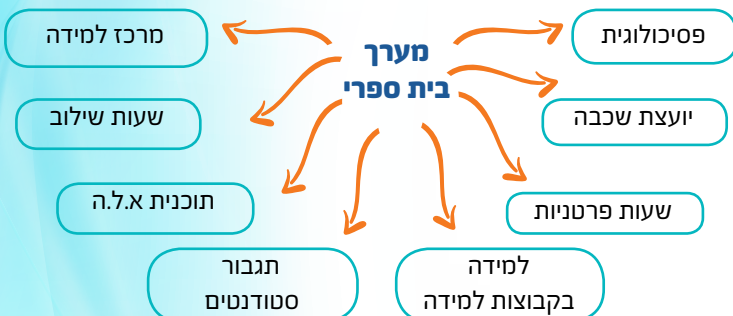 מערך
בית ספרי
פסיכולוגית
יועצת שכבה
שעות פרטניות
למידה
בקבוצות למידה
תגבור
סטודנטים
תוכנית א.ל.ה
שעות שילוב
מרכז למידה